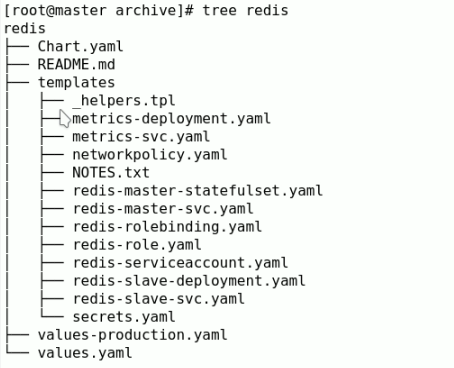 [root@master archive]# tree redis
redis
├── Chart.yaml
├── README.md
├── templates
│   ├── _helpers.tpl
│   ├── metrics-deployment.yaml
│   ├── metrics-svc.yaml
│   ├── networkpolicy.yaml
│   ├── NOTES.txt
│   ├── redis-master-statefulset.yaml
│   ├── redis-master-svc.yaml
│   ├── redis-rolebinding.yaml
│   ├── redis-role.yaml
│   ├── redis-serviceaccount.yaml
│   ├── redis-slave-deployment.yaml
│   ├── redis-slave-svc.yaml
│   └── secrets.yaml
├── values-production.yaml
└── values.yaml